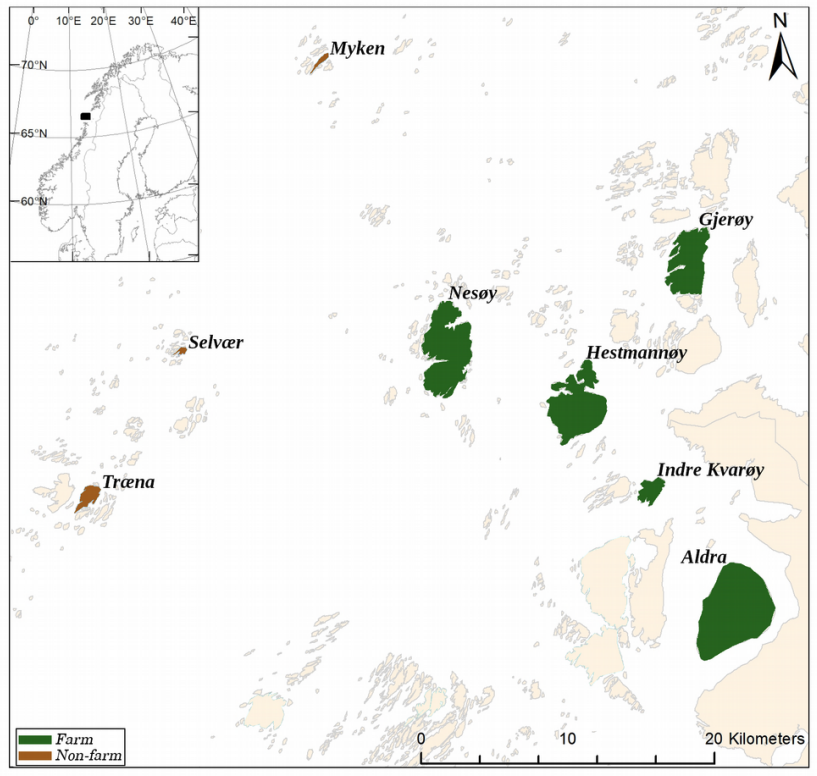 0° 10°E 20°E 30°E 40°E
70°N
65°N
60°N
N
Myken
Gjerøy
Nesøy
Selvær
Hestmannøy
Træna
Indre Kvarøy
Aldra
Farm
Non-farm
0 10 20 Kilometers